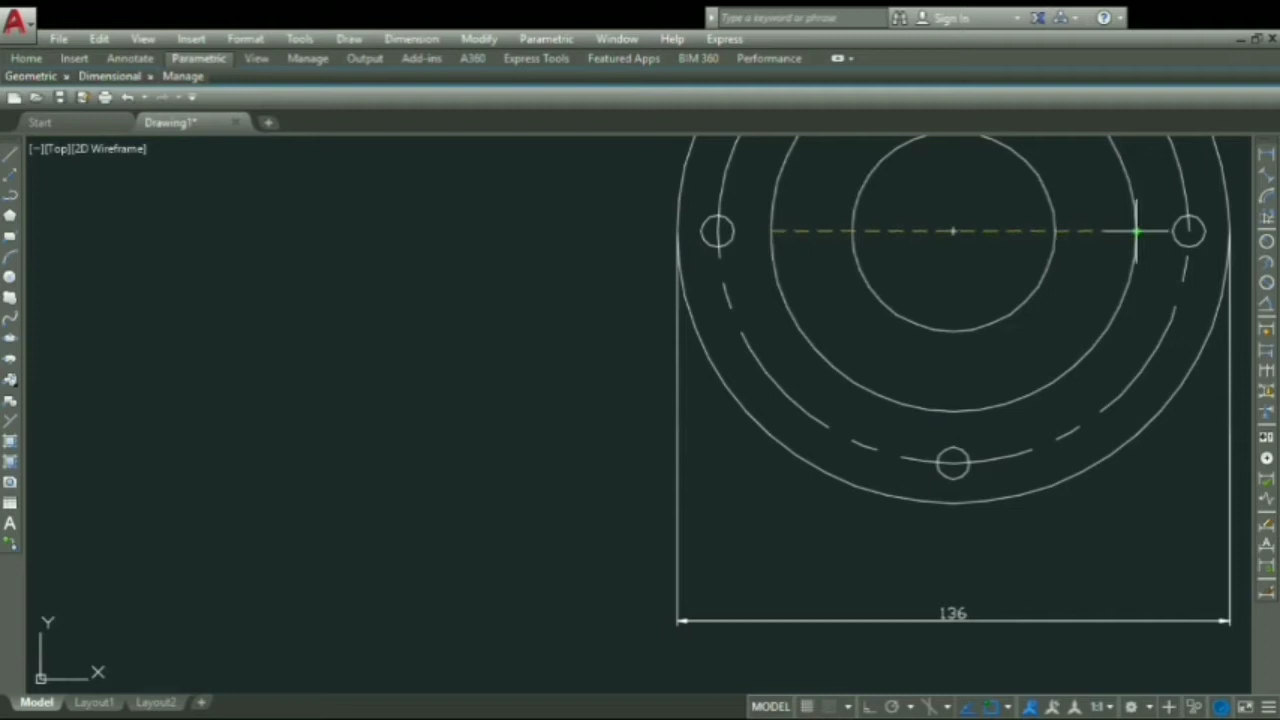 A
Type a keyword or phrase
Sign In
File Edit View Insert Format Tools Draw Dimension Modify Parametric Window Help Express
Home Insert Annotate Parametric View Manage Output Add-ins A360 Express Tools Featured Apps BIM 360 Performance
Geometric » Dimensional » Manage
Start Drawing1* +
[−][Top][2D Wireframe]
136
Y
X
Model Layout1 Layout2 +
MODEL 1:1